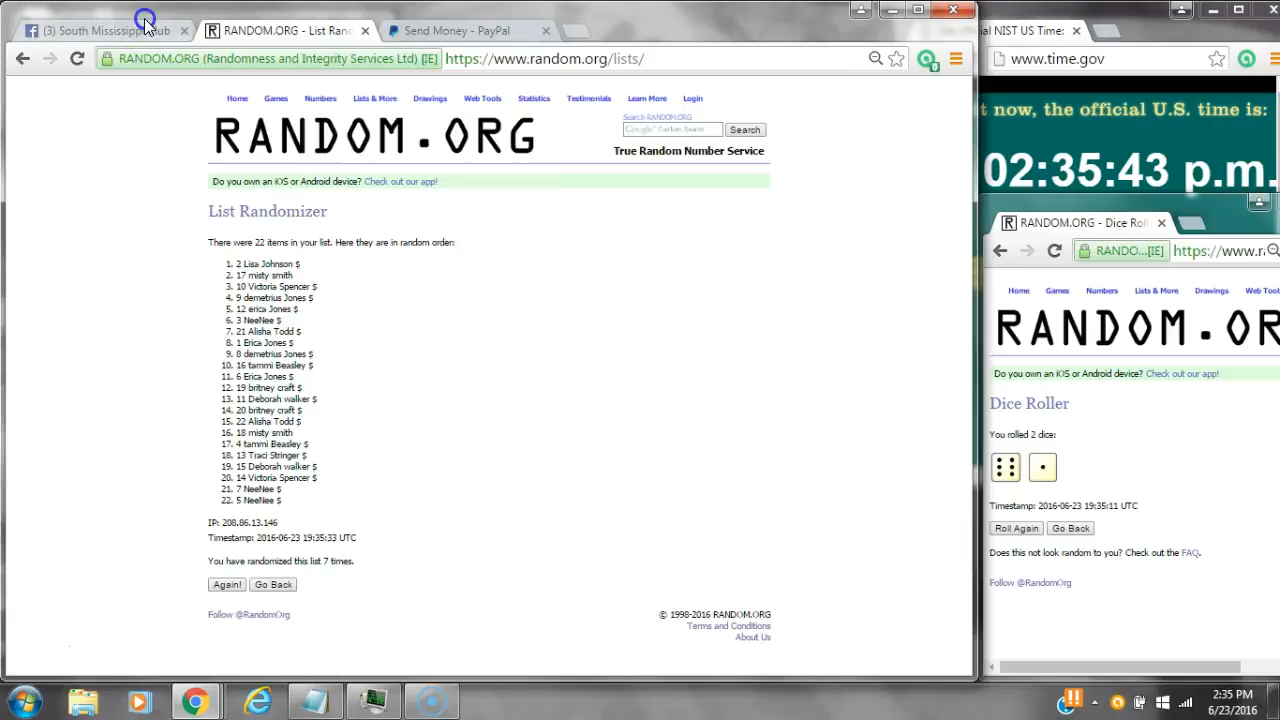 (3) South Mississippi
RANDOM.ORG - List Ran
Send Money - PayPal
RANDOM.ORG (Randomness and Integrity Services Ltd) [IE]
https://www.random.org/lists/
Home Games Numbers Lists & More Drawings Web Tools Statistics Testimonials Learn More Login
RANDOM.ORG
Search RANDOM.ORG
Google Custom Search
Search
True Random Number Service
Do you own an iOS or Android device? Check out our app!
List Randomizer
There were 22 items in your list. Here they are in random order:
1. 2 Lisa Johnson $
2. 17 misty smith
3. 10 Victoria Spencer $
4. 9 demetrius Jones $
5. 12 erica Jones $
6. 3 NeeNee $
7. 21 Alisha Todd $
8. 1 Erica Jones $
9. 8 demetrius Jones $
10. 16 tammi Beasley $
11. 6 Erica Jones $
12. 19 britney craft $
13. 11 Deborah walker $
14. 20 britney craft $
15. 22 Alisha Todd $
16. 18 misty smith
17. 4 tammi Beasley $
18. 13 Traci Stringer $
19. 15 Deborah walker $
20. 14 Victoria Spencer $
21. 7 NeeNee $
22. 5 NeeNee $
IP: 208.86.13.146
Timestamp: 2016-06-23 19:35:33 UTC
You have randomized this list 7 times.
Again! Go Back
Follow @RandomOrg
© 1998-2016 RANDOM.ORG
Terms and Conditions
About Us
ial NIST US Time:
www.time.gov
t now, the official U.S. time is:
02:35:43 p.m.
RANDOM.ORG - Dice Roll
RANDO...[IE]
https://www.r
Home Games Numbers Lists & More Drawings Web Tool
RANDOM.OR
Do you own an iOS or Android device? Check out our app!
Dice Roller
You rolled 2 dice:
Timestamp: 2016-06-23 19:35:11 UTC
Roll Again Go Back
Does this not look random to you? Check out the FAQ.
Follow @RandomOrg
2:35 PM
6/23/2016